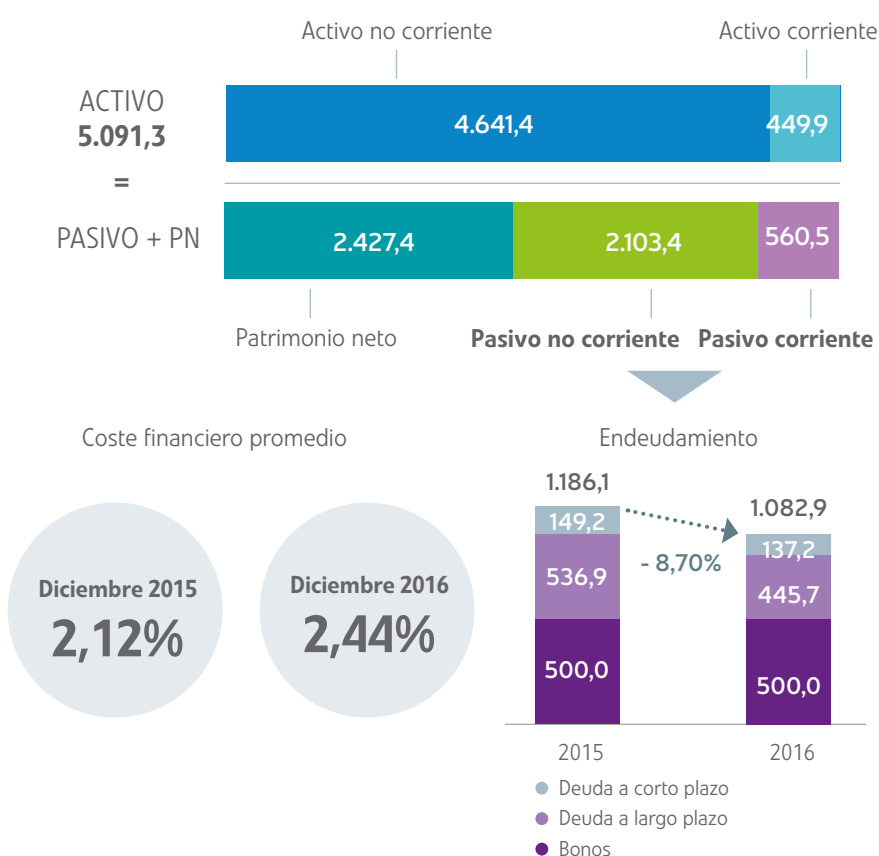 Activo no corriente
Activo corriente
ACTIVO
5.091,3
4.641,4
449,9
=
PASIVO + PN
2.427,4
2.103,4
560,5
Patrimonio neto
Pasivo no corriente
Pasivo corriente
Coste financiero promedio
Diciembre 2015
2,12%
Diciembre 2016
2,44%
Endeudamiento
1.186,1
149,2
536,9
500,0
- 8,70%
1.082,9
137,2
445,7
500,0
2015
2016
Deuda a corto plazo
Deuda a largo plazo
Bonos